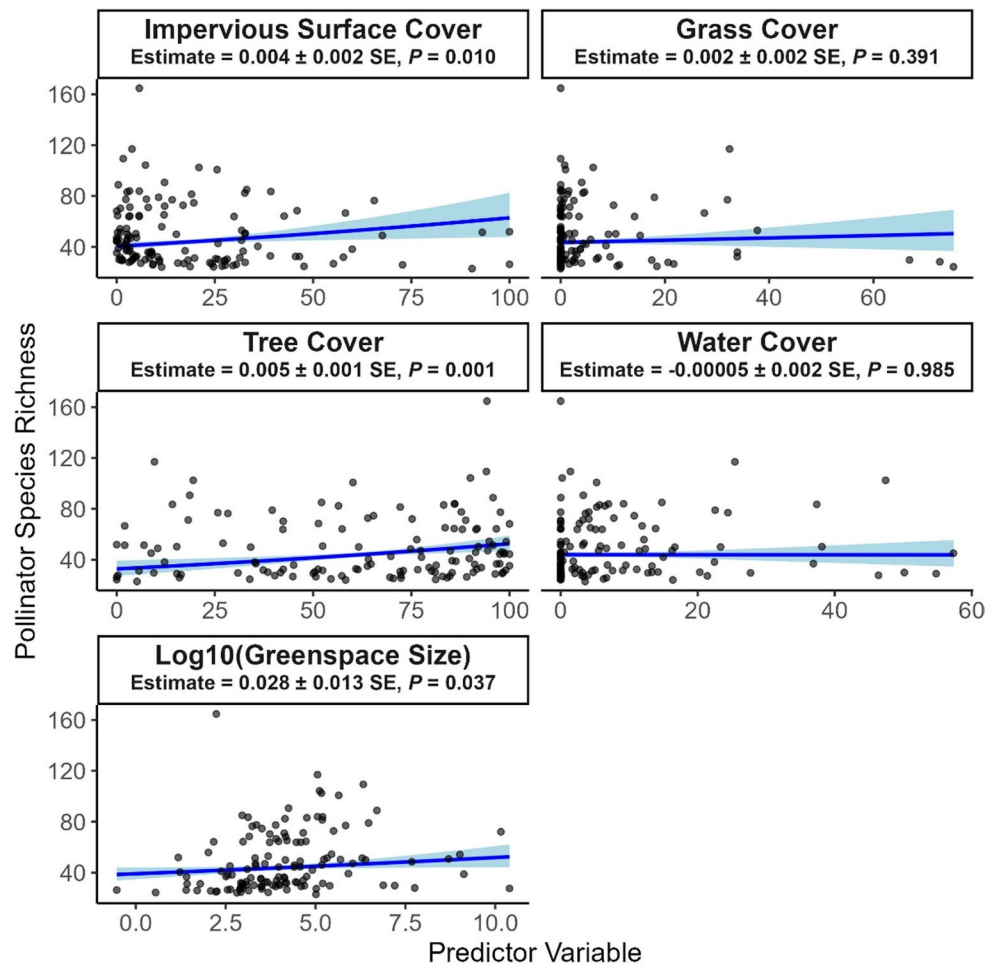 Impervious Surface Cover
Estimate = 0.004 ± 0.002 SE, P = 0.010
Grass Cover
Estimate = 0.002 ± 0.002 SE, P = 0.391
160
120
80
40
0 25 50 75 100
0 20 40 60
Tree Cover
Estimate = 0.005 ± 0.001 SE, P = 0.001
Water Cover
Estimate = -0.00005 ± 0.002 SE, P = 0.985
Pollinator Species Richness
160
120
80
40
0 25 50 75 100
0 20 40 60
Log10(Greenspace Size)
Estimate = 0.028 ± 0.013 SE, P = 0.037
160
120
80
40
0.0 2.5 5.0 7.5 10.0
Predictor Variable